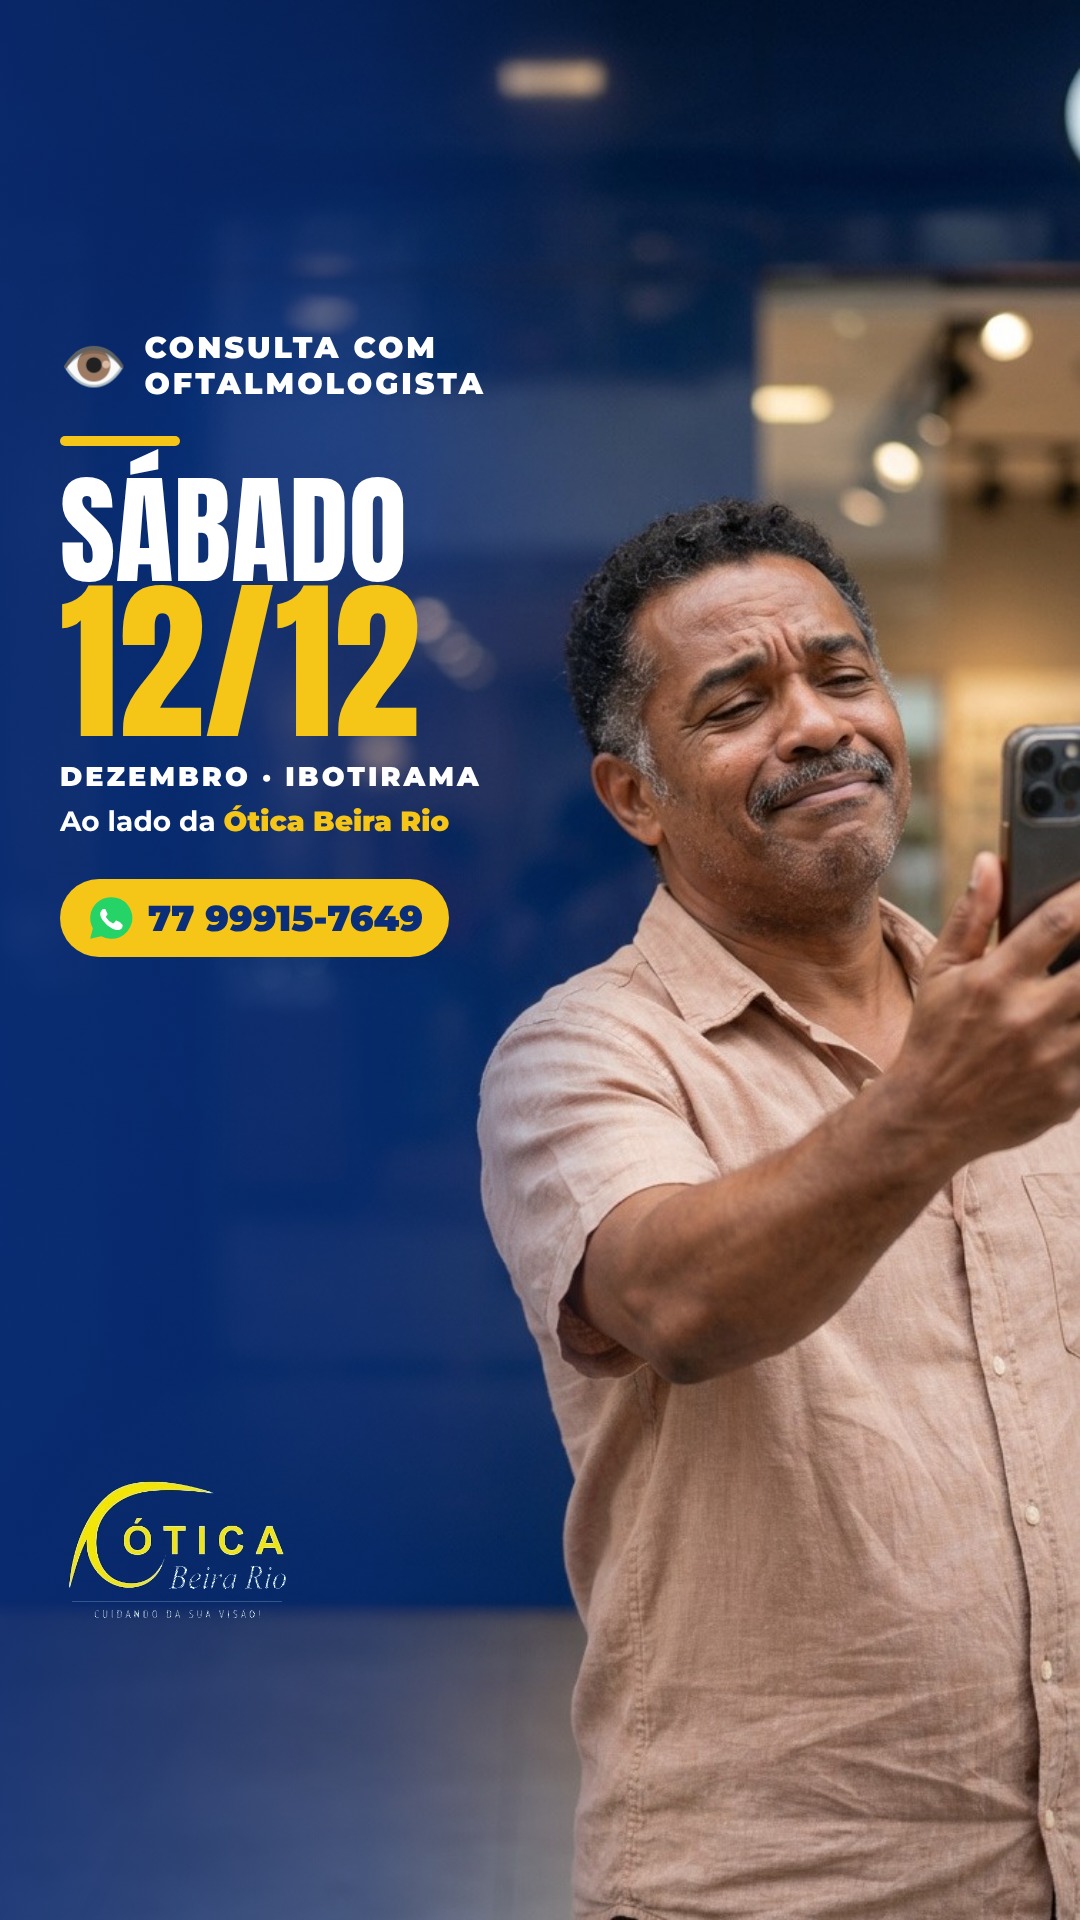 CONSULTA COM
OFTALMOLOGISTA
SÁBADO
12/12
DEZEMBRO • IBOTIRAMA
Ao lado da Ótica Beira Rio
77 99915-7649
ÓTICA
Beira Rio
CUIDANDO DA SUA VISÃO!